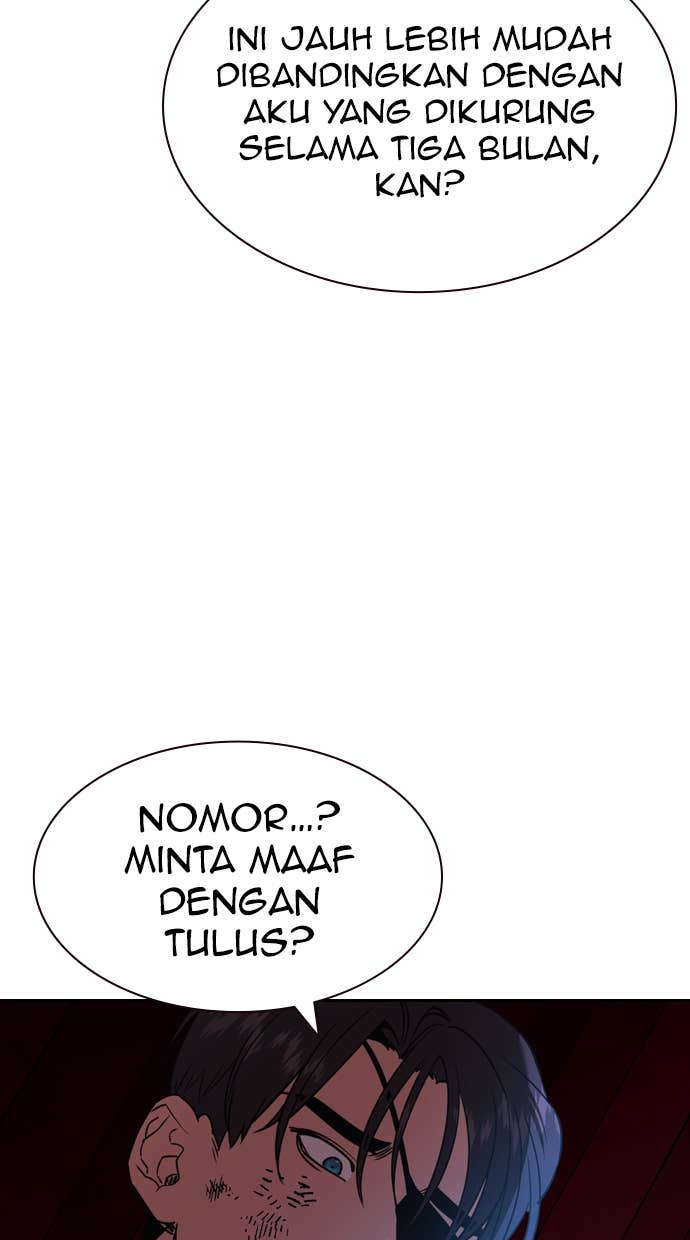 INI JAUH LEBIH MUDAH
DIBANDINGKAN DENGAN
AKU YANG DIKURUNG
SELAMA TIGA BULAN,
KAN?
NOMOR...?
MINTA MAAF
DENGAN
TULUS?